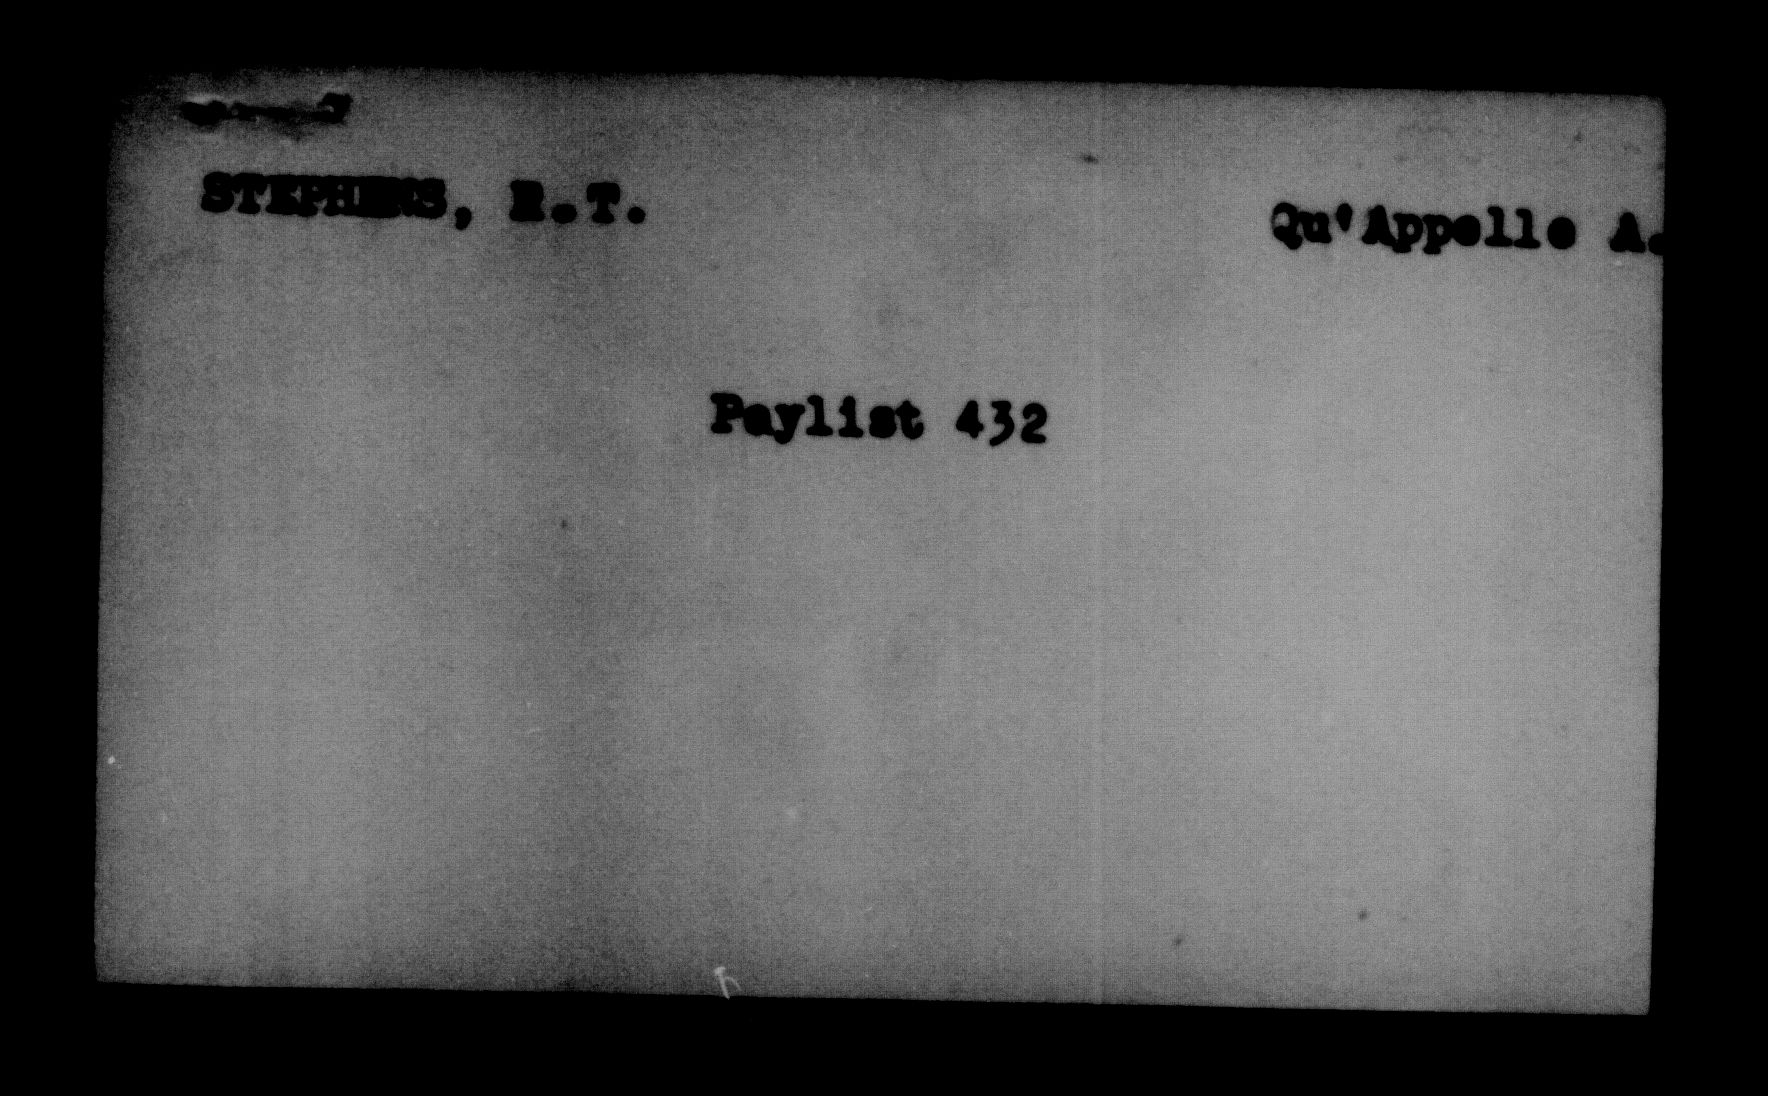 STEPHENS, R.T.
Qu'Appelle A.
Paylist 432